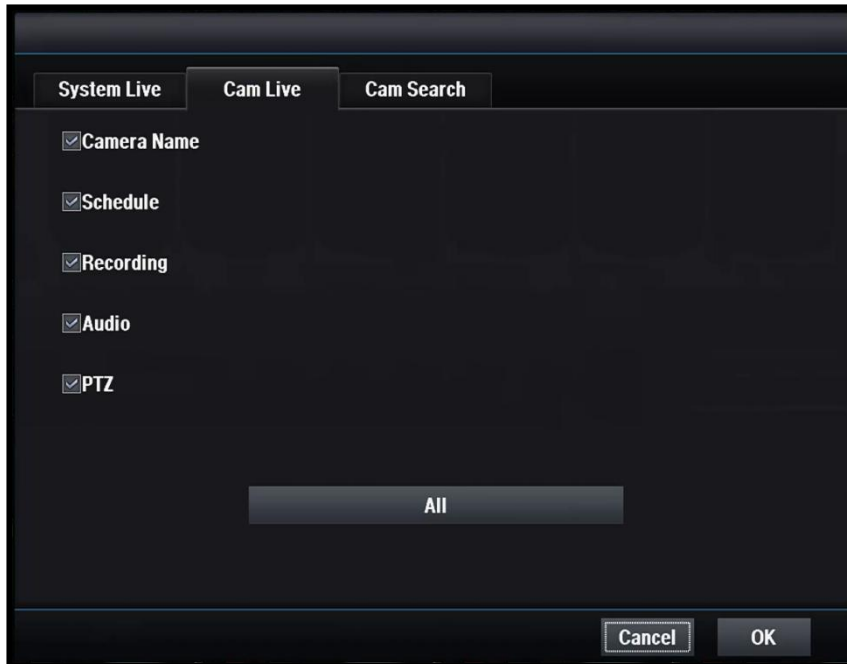 System Live Cam Live Cam Search
Camera Name
Schedule
Recording
Audio
PTZ
All
Cancel OK